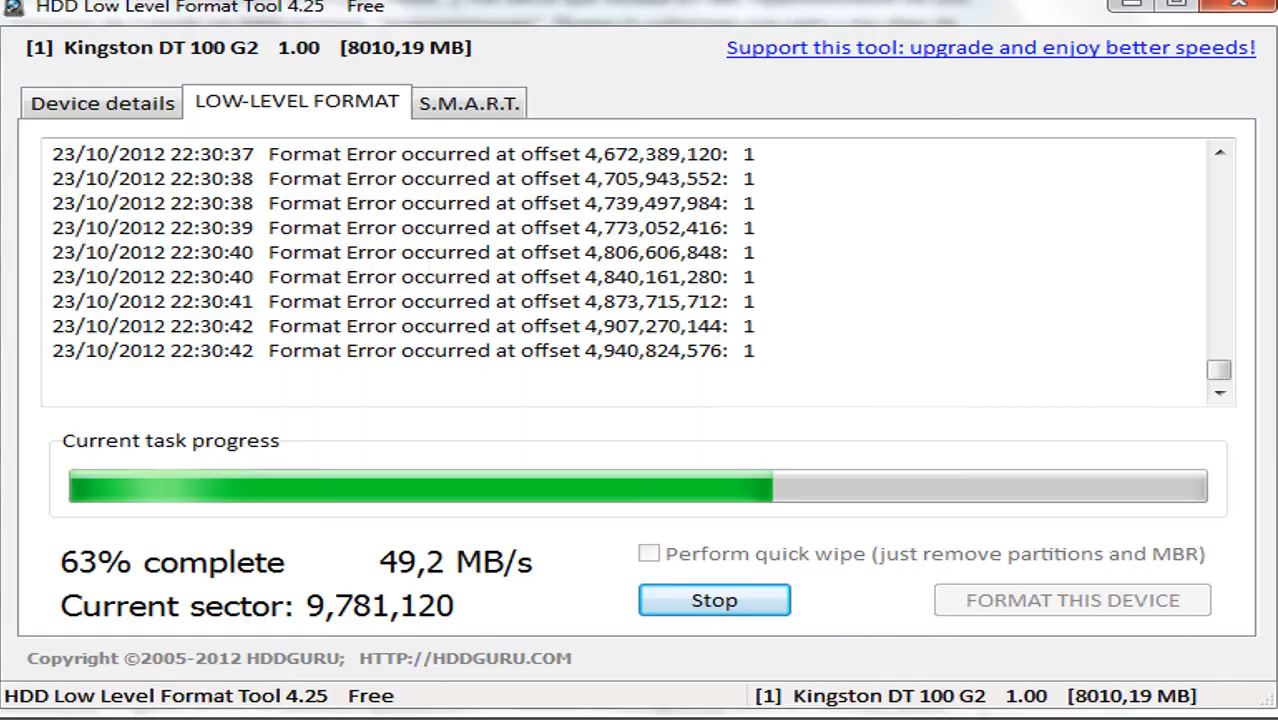 HDD Low Level Format Tool 4.25 Free
[1] Kingston DT 100 G2 1.00 [8010,19 MB]
Support this tool: upgrade and enjoy better speeds!
Device details
LOW-LEVEL FORMAT
S.M.A.R.T.
23/10/2012 22:30:37 Format Error occurred at offset 4,672,389,120: 1
23/10/2012 22:30:38 Format Error occurred at offset 4,705,943,552: 1
23/10/2012 22:30:38 Format Error occurred at offset 4,739,497,984: 1
23/10/2012 22:30:39 Format Error occurred at offset 4,773,052,416: 1
23/10/2012 22:30:40 Format Error occurred at offset 4,806,606,848: 1
23/10/2012 22:30:40 Format Error occurred at offset 4,840,161,280: 1
23/10/2012 22:30:41 Format Error occurred at offset 4,873,715,712: 1
23/10/2012 22:30:42 Format Error occurred at offset 4,907,270,144: 1
23/10/2012 22:30:42 Format Error occurred at offset 4,940,824,576: 1
Current task progress
63% complete 49,2 MB/s
Current sector: 9,781,120
Perform quick wipe (just remove partitions and MBR)
Stop
FORMAT THIS DEVICE
Copyright ©2005-2012 HDDGURU; HTTP://HDDGURU.COM
HDD Low Level Format Tool 4.25 Free
[1] Kingston DT 100 G2 1.00 [8010,19 MB]